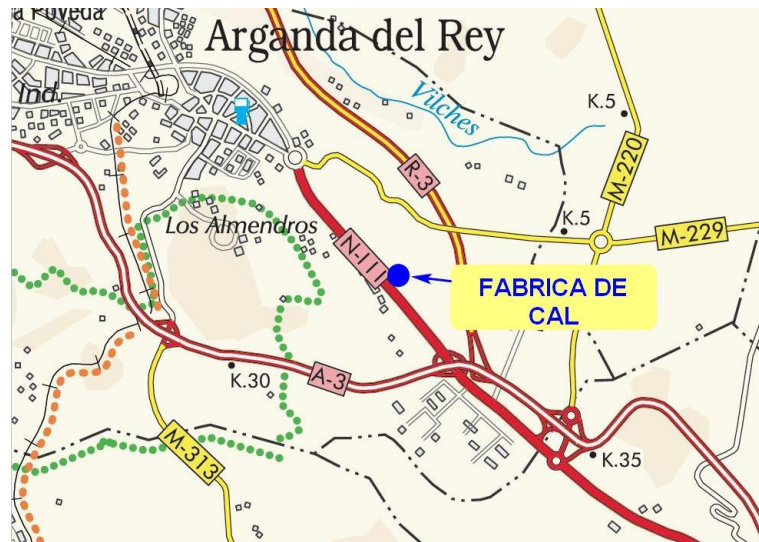 a Poveda
Arganda del Rey
Ind.
Vilches
K.5
M-220
R-3
Los Almendros
K.5
M-229
N-III
FABRICA DE
CAL
A-3
K.30
M-313
K.35